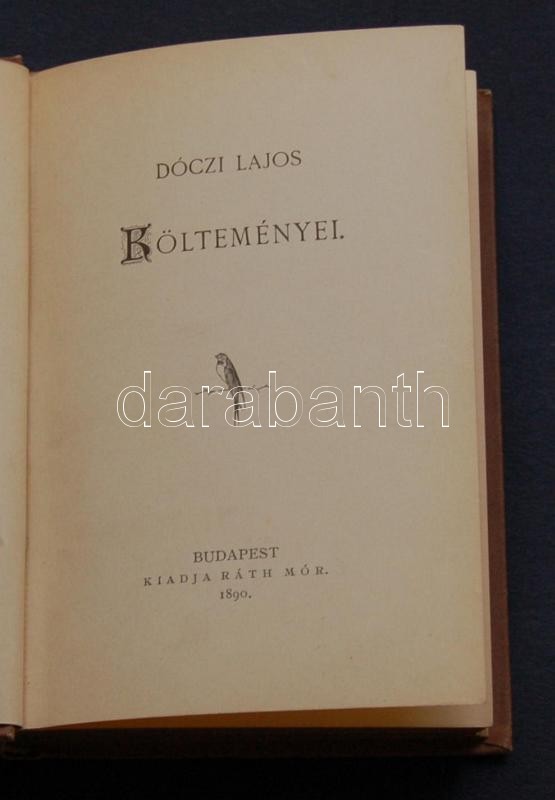 DÓCZI LAJOS
KÖLTEMÉNYEI.
darabanth
BUDAPEST
KIADJA RÁTH MÓR.
1890.